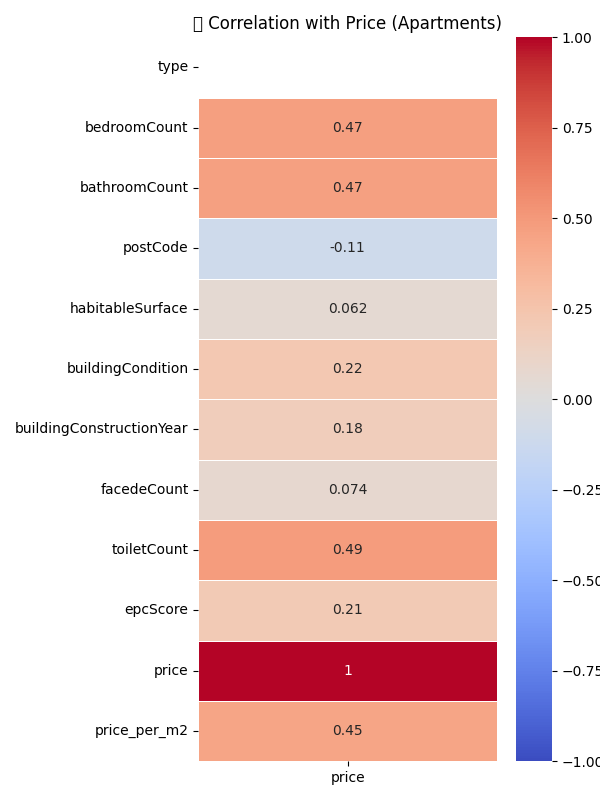 Correlation with Price (Apartments)
type
bedroomCount 0.47
bathroomCount 0.47
postCode -0.11
habitableSurface 0.062
buildingCondition 0.22
buildingConstructionYear 0.18
facedeCount 0.074
toiletCount 0.49
epcScore 0.21
price 1
price_per_m2 0.45
price
1.00
0.75
0.50
0.25
0.00
−0.25
−0.50
−0.75
−1.00